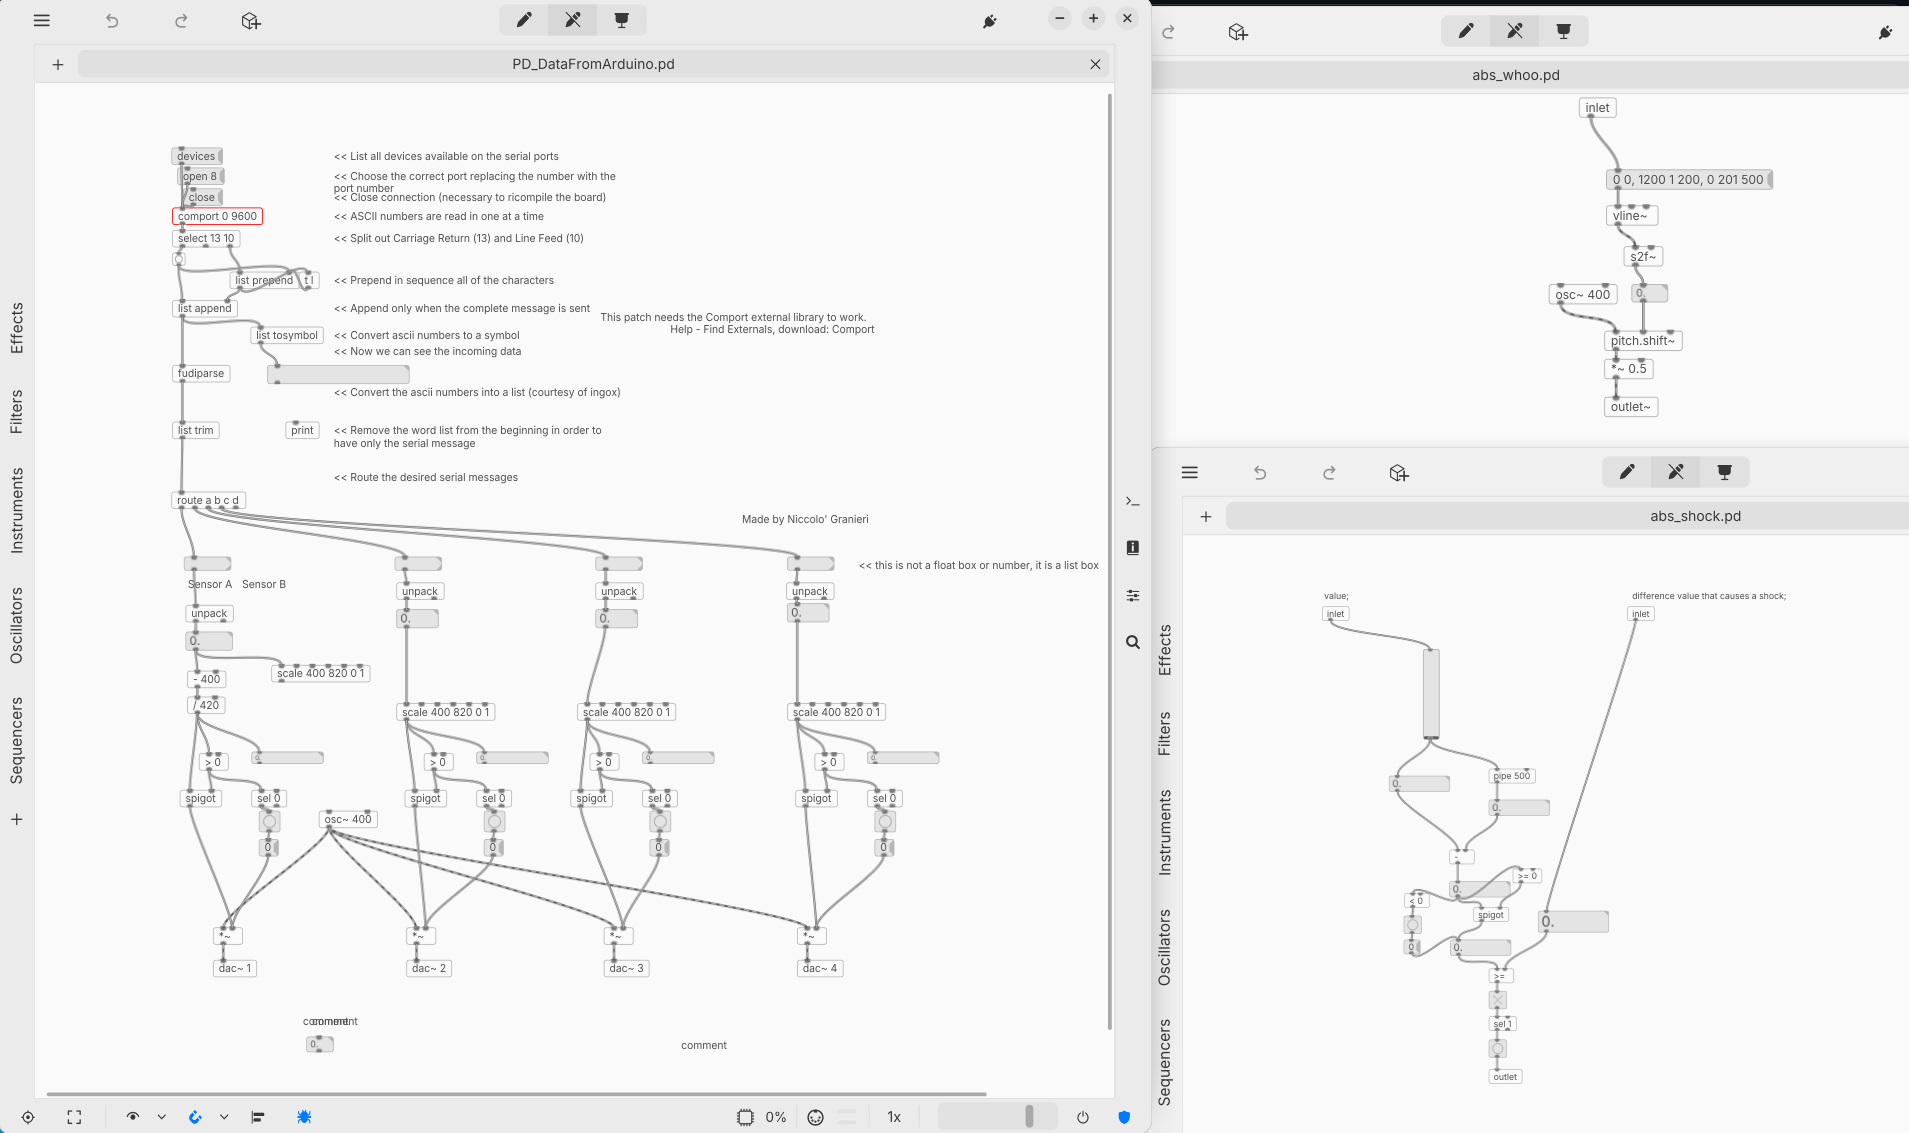 PD_DataFromArduino.pd
devices
<< List all devices available on the serial ports
open 8
<< Choose the correct port replacing the number with the
port number
close
<< Close connection (necessary to ricompile the board)
comport 0 9600
<< ASCII numbers are read in one at a time
select 13 10
<< Split out Carriage Return (13) and Line Feed (10)
list prepend
t l
<< Prepend in sequence all of the characters
list append
<< Append only when the complete message is sent
This patch needs the Comport external library to work.
Help - Find Externals, download: Comport
list tosymbol
<< Convert ascii numbers to a symbol
<< Now we can see the incoming data
fudiparse
<< Convert the ascii numbers into a list (courtesy of ingox)
list trim
print
<< Remove the word list from the beginning in order to
have only the serial message
<< Route the desired serial messages
route a b c d
Made by Niccolo' Granieri
<< this is not a float box or number, it is a list box
Sensor A
Sensor B
unpack
unpack
unpack
unpack
0.
0.
0.
0.
scale 400 820 0 1
- 400
/ 420
scale 400 820 0 1
scale 400 820 0 1
scale 400 820 0 1
> 0
0.
> 0
0.
> 0
0.
> 0
0.
spigot
sel 0
spigot
sel 0
spigot
sel 0
spigot
sel 0
osc~ 400
0
0
0
0
*~
*~
*~
*~
dac~ 1
dac~ 2
dac~ 3
dac~ 4
comment
comment
0.
comment
Effects
Filters
Instruments
Oscillators
Sequencers
+
0%
1x
abs_whoo.pd
inlet
0 0, 1200 1 200, 0 201 500
vline~
s2f~
osc~ 400
0.
pitch.shift~
*~ 0.5
outlet~
abs_shock.pd
value;
difference value that causes a shock;
inlet
inlet
0.
pipe 500
0.
-
0.
>= 0
< 0
spigot
0.
0
0.
>=
sel 1
outlet
Effects
Filters
Instruments
Oscillators
Sequencers